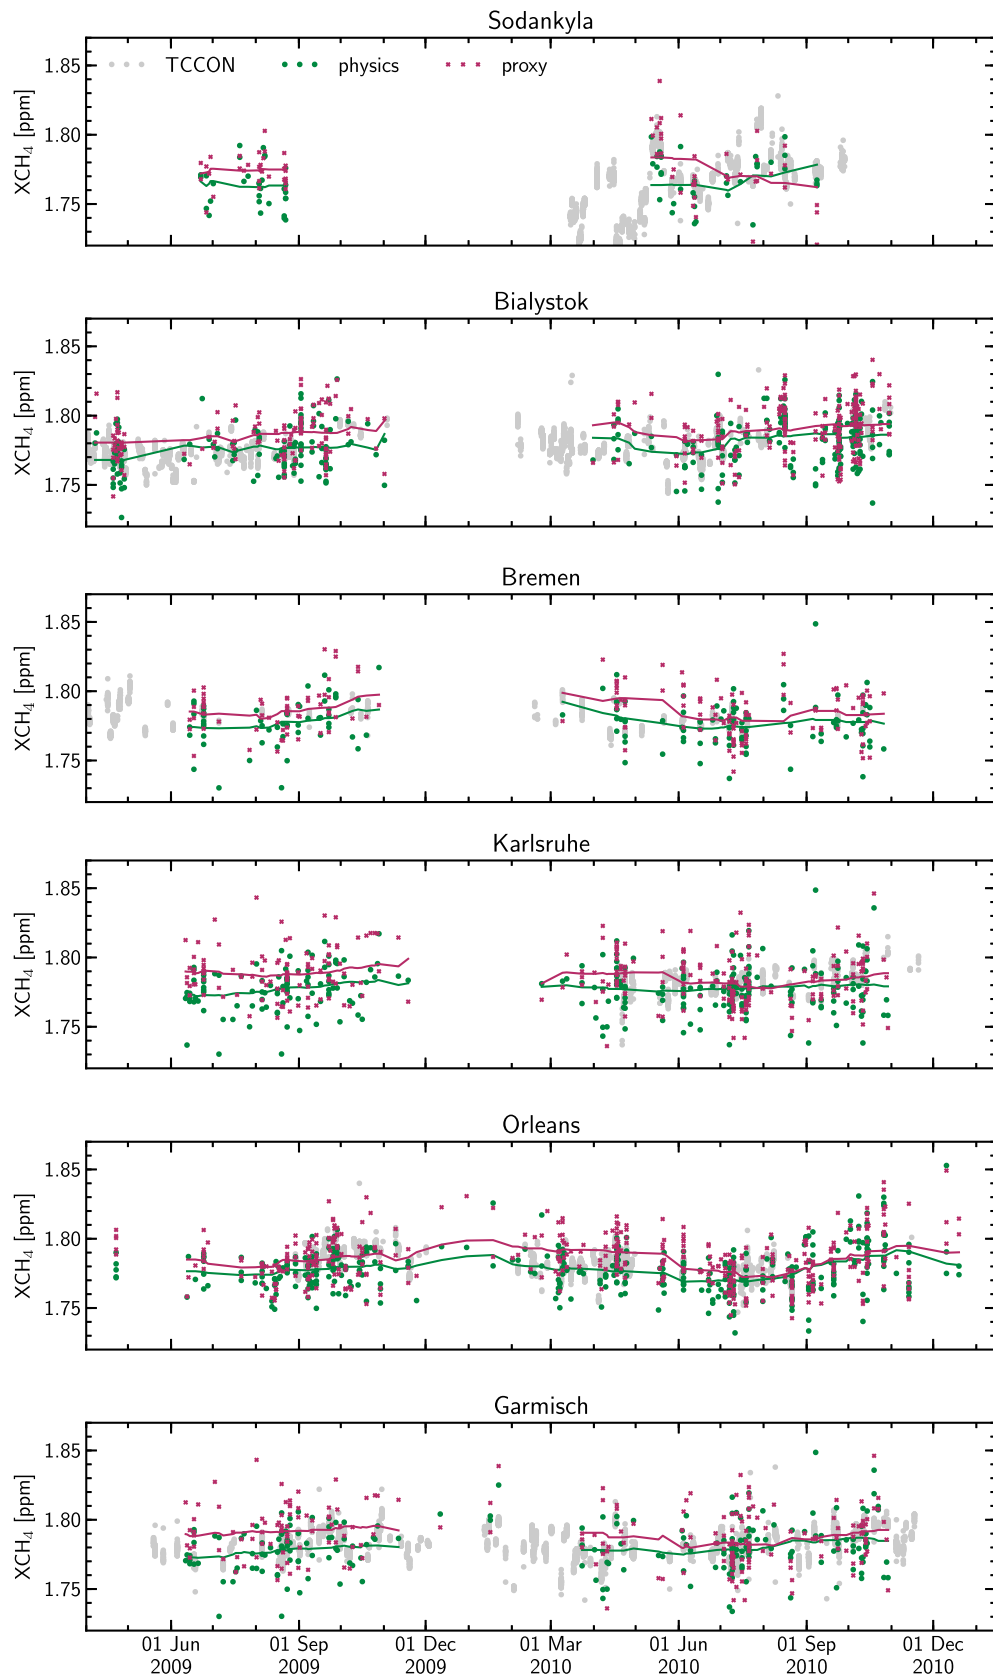 Sodankyla
1.85
1.80
1.75
XCH₄ [ppm]
TCCON physics proxy
Bialystok
1.85
1.80
1.75
XCH₄ [ppm]
Bremen
1.85
1.80
1.75
XCH₄ [ppm]
Karlsruhe
1.85
1.80
1.75
XCH₄ [ppm]
Orleans
1.85
1.80
1.75
XCH₄ [ppm]
Garmisch
1.85
1.80
1.75
XCH₄ [ppm]
01 Jun 01 Sep 01 Dec 01 Mar 01 Jun 01 Sep 01 Dec
2009 2009 2009 2010 2010 2010 2010